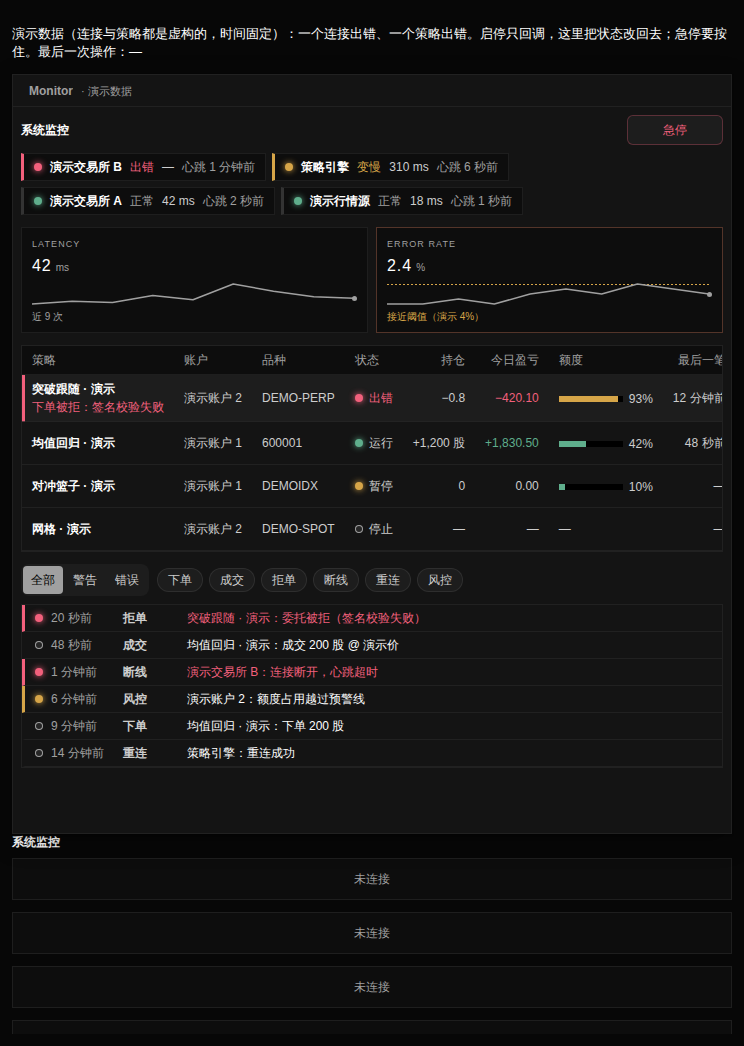 演示数据（连接与策略都是虚构的，时间固定）：一个连接出错、一个策略出错。启停只回调，这里把状态改回去；急停要按
住。最后一次操作：—
Monitor · 演示数据
系统监控 急停
演示交易所 B 出错 — 心跳 1 分钟前 策略引擎 变慢 310 ms 心跳 6 秒前
演示交易所 A 正常 42 ms 心跳 2 秒前 演示行情源 正常 18 ms 心跳 1 秒前
LATENCY
42 ms
近 9 次
ERROR RATE
2.4 %
接近阈值（演示 4%）
策略 账户 品种 状态 持仓 今日盈亏 额度 最后一笔
突破跟随 · 演示
下单被拒：签名校验失败
演示账户 2 DEMO-PERP 出错 −0.8 −420.10 93% 12 分钟前
均值回归 · 演示 演示账户 1 600001 运行 +1,200 股 +1,830.50 42% 48 秒前
对冲篮子 · 演示 演示账户 1 DEMOIDX 暂停 0 0.00 10% —
网格 · 演示 演示账户 2 DEMO-SPOT 停止 — — — —
全部 警告 错误 下单 成交 拒单 断线 重连 风控
20 秒前 拒单 突破跟随 · 演示：委托被拒（签名校验失败）
48 秒前 成交 均值回归 · 演示：成交 200 股 @ 演示价
1 分钟前 断线 演示交易所 B：连接断开，心跳超时
6 分钟前 风控 演示账户 2：额度占用越过预警线
9 分钟前 下单 均值回归 · 演示：下单 200 股
14 分钟前 重连 策略引擎：重连成功
系统监控
未连接
未连接
未连接